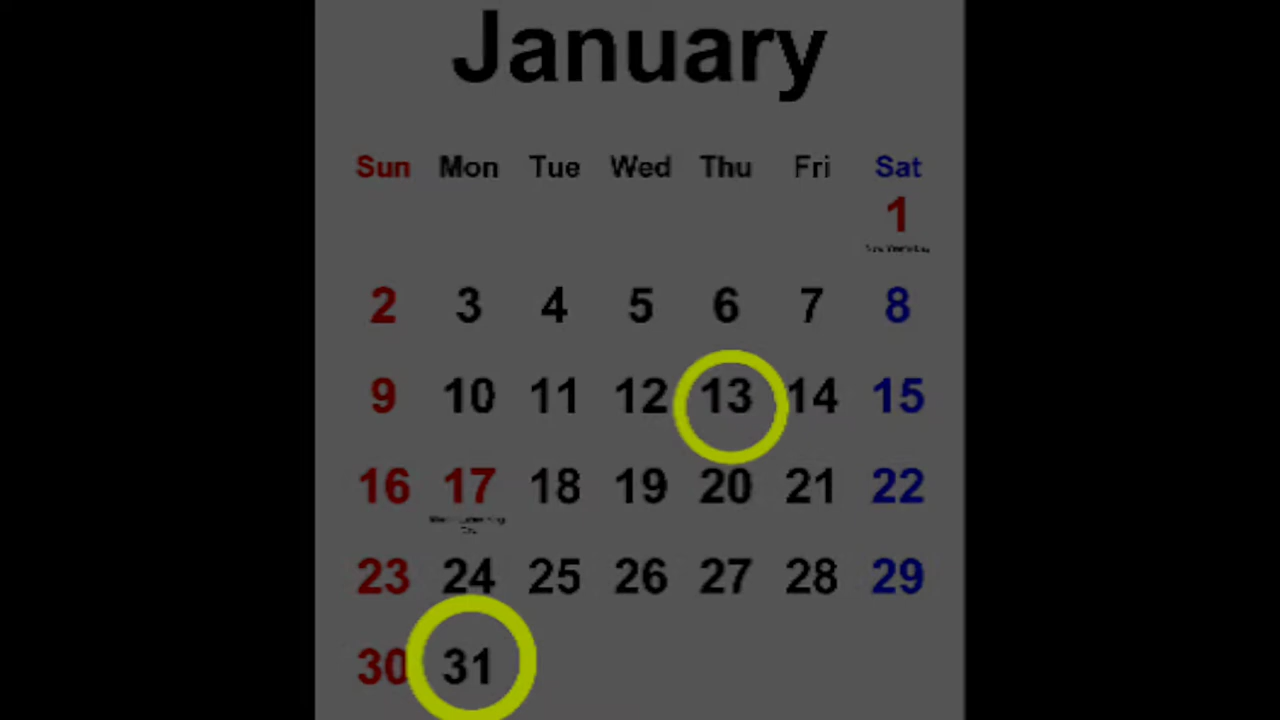 January
Sun Mon Tue Wed Thu Fri Sat
1
2 3 4 5 6 7 8
9 10 11 12 13 14 15
16 17 18 19 20 21 22
23 24 25 26 27 28 29
30 31